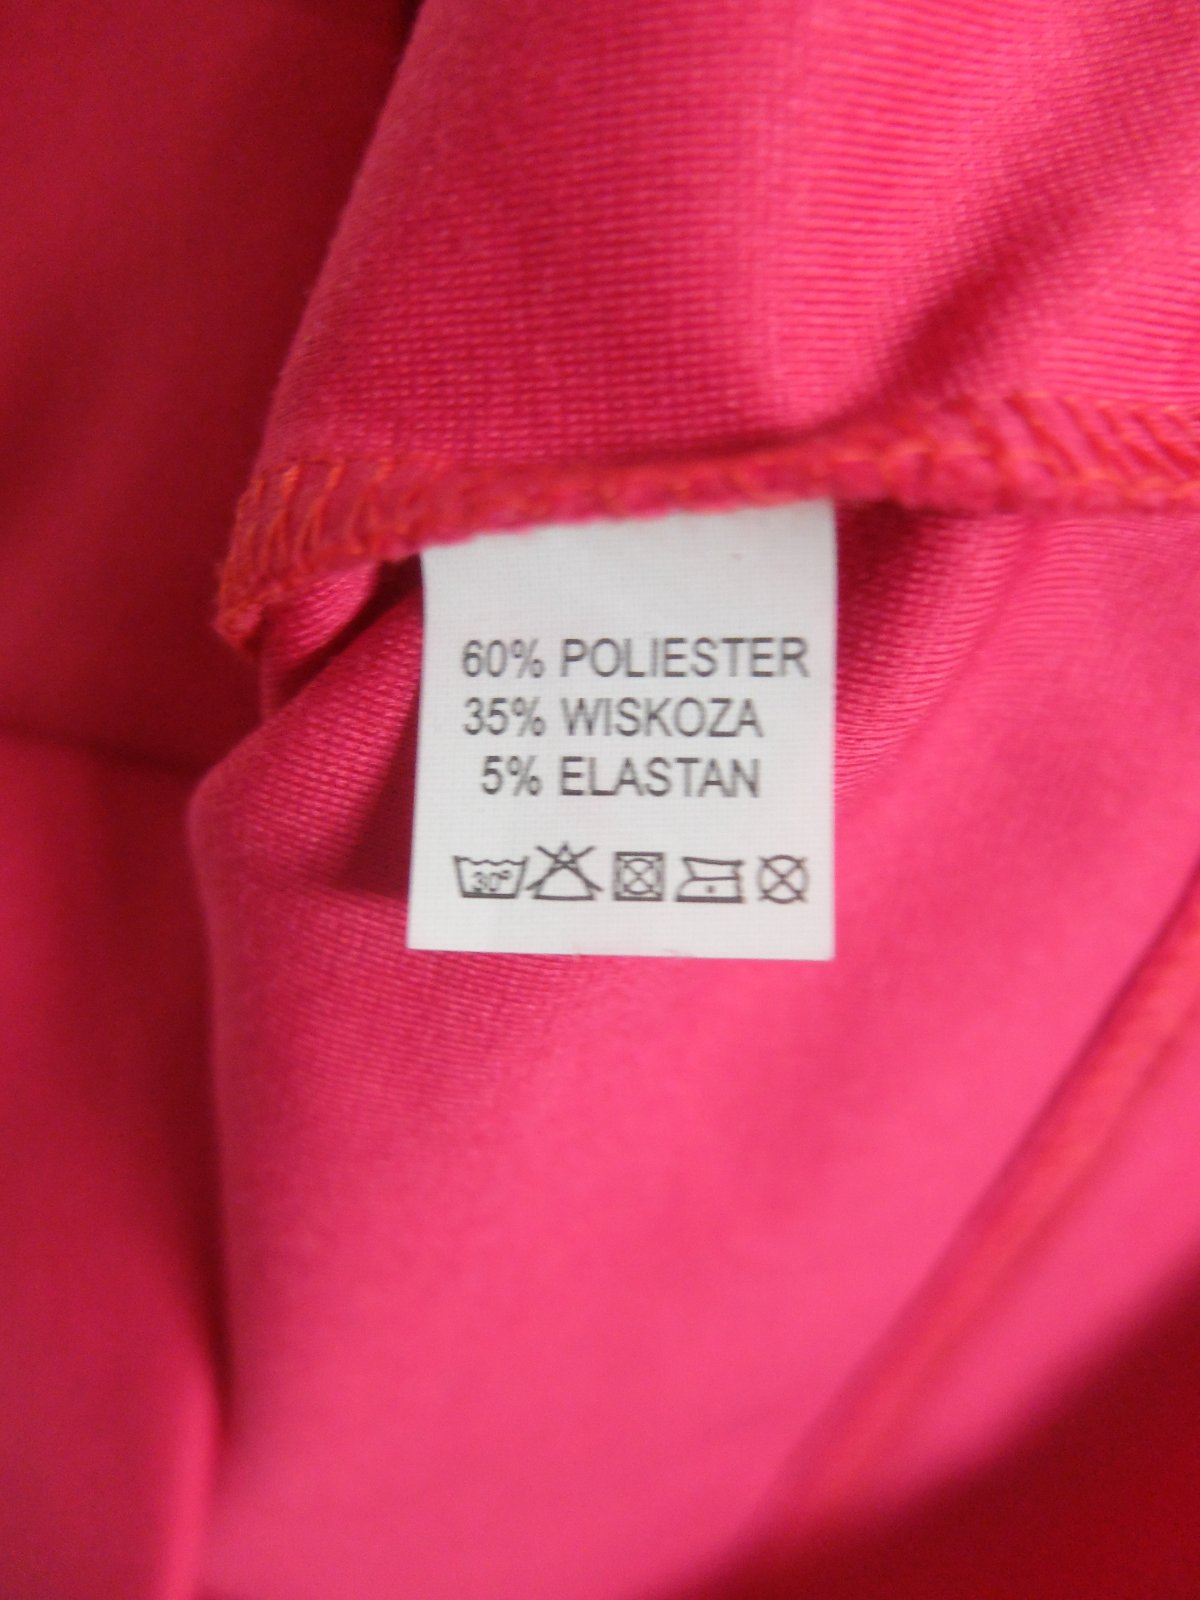 60% POLIESTER
35% WISKOZA
5% ELASTAN
30°